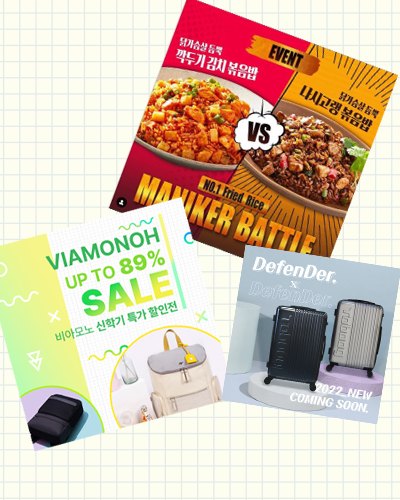 닭가슴살 듬뿍
깍두기 김치 볶음밥
EVENT
닭가슴살 듬뿍
나시고랭 볶음밥
VS
NO.1 Fried Rice
MANIKER BATTLE
VIAMONOH
UP TO 89%
SALE
비아모노 신학기 특가 할인전
DefenDer.
X
DefenDer.
2022 NEW
COMING SOON.